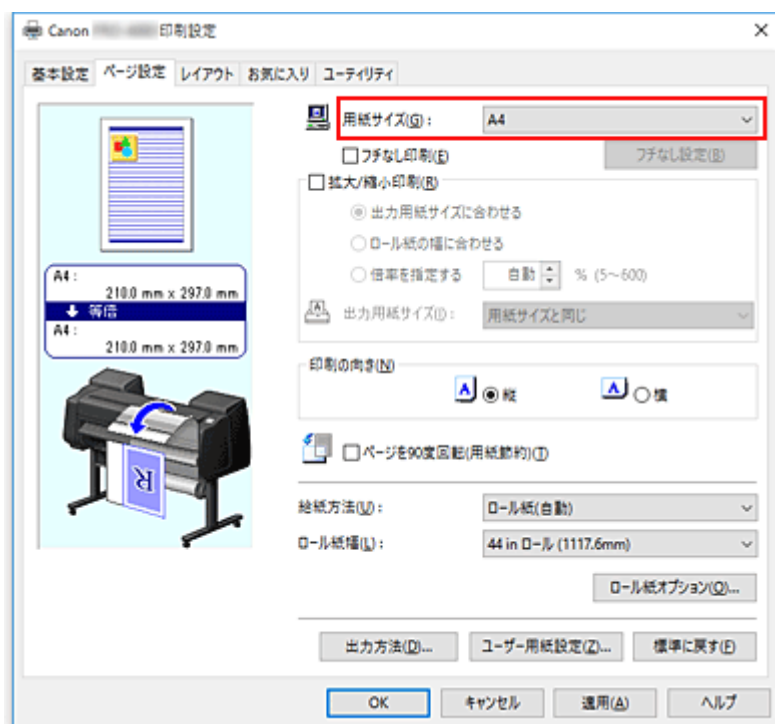 Canon 印刷設定
基本設定 ページ設定 レイアウト お気に入り ユーティリティ
用紙サイズ(G): A4
フチなし印刷(E) フチなし設定(B)
拡大/縮小印刷(R)
出力用紙サイズに合わせる
ロール紙の幅に合わせる
倍率を指定する 自動 % (5～600)
出力用紙サイズ(I): 用紙サイズと同じ
A4:
210.0 mm x 297.0 mm
等倍
A4:
210.0 mm x 297.0 mm
R
印刷の向き(N)
A 縦 A 横
ページを90度回転(用紙節約)(T)
給紙方法(U): ロール紙(自動)
ロール紙幅(L): 44 in ロール (1117.6mm)
ロール紙オプション(O)...
出力方法(D)... ユーザー用紙設定(Z)... 標準に戻す(F)
OK キャンセル 適用(A) ヘルプ